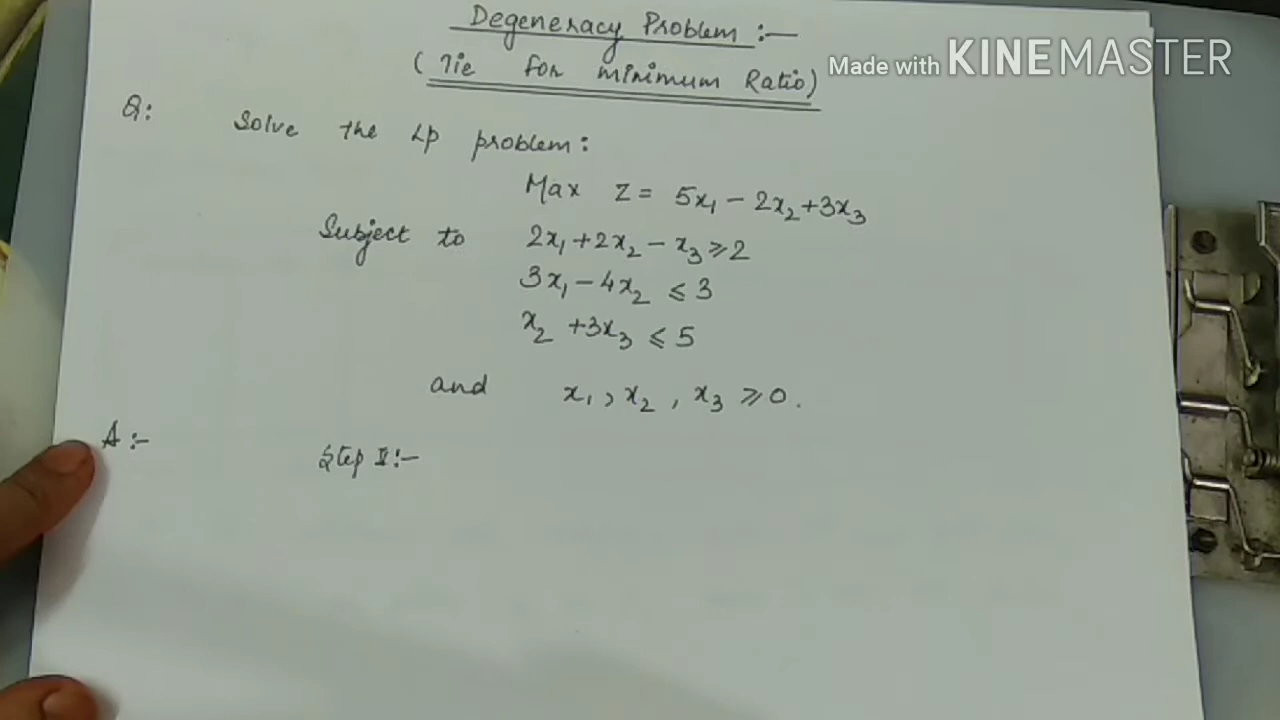 Degeneracy Problem :—
(Tie for minimum Ratio)
Made with KINEMASTER
Q: Solve the LP problem:
Max Z = 5x₁ - 2x₂ + 3x₃
Subject to 2x₁ + 2x₂ - x₃ ⩾ 2
3x₁ - 4x₂ ⩽ 3
x₂ + 3x₃ ⩽ 5
and x₁, x₂, x₃ ⩾ 0.
A:-
Step I:-